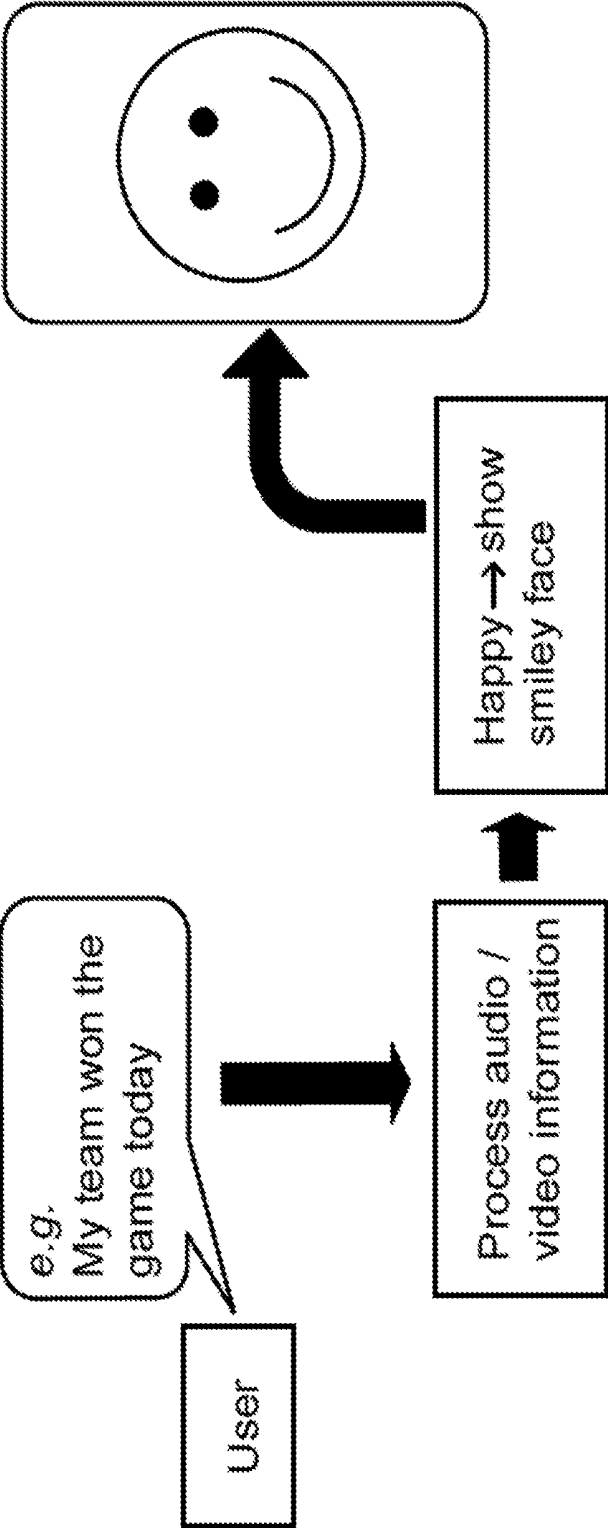 User
e.g.
My team won the
game today
Process audio /
video information
Happy → show
smiley face